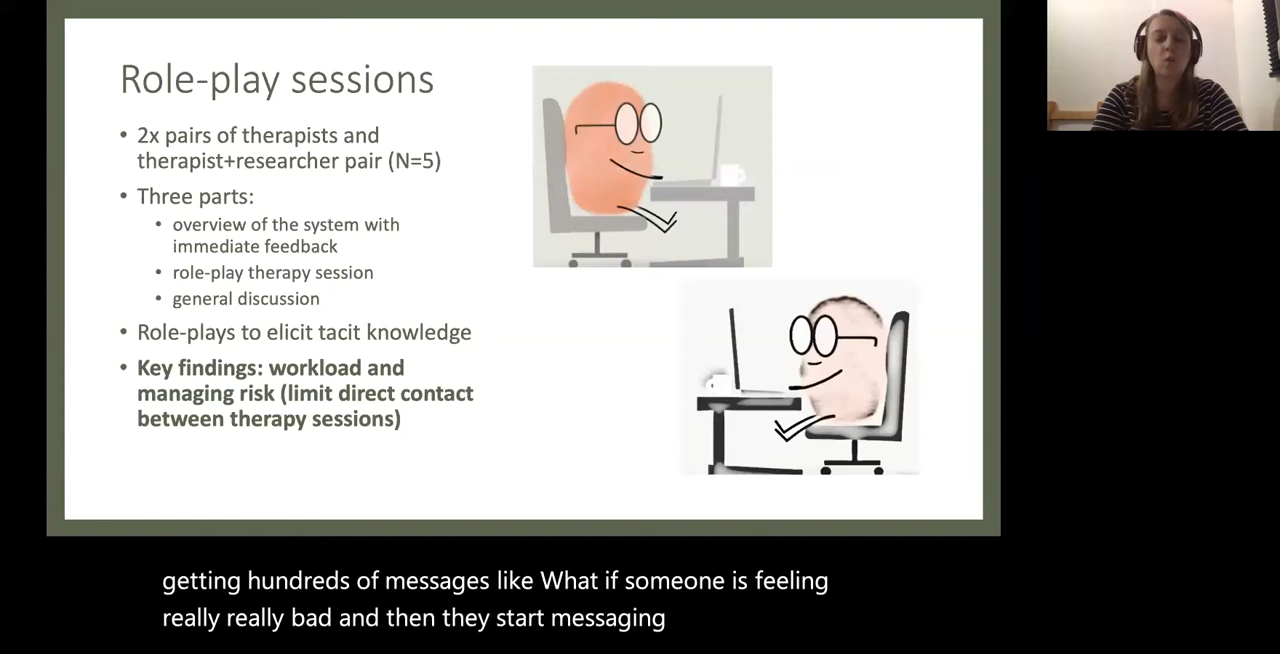 Role-play sessions
• 2x pairs of therapists and
therapist+researcher pair (N=5)
• Three parts:
• overview of the system with
immediate feedback
• role-play therapy session
• general discussion
• Role-plays to elicit tacit knowledge
• Key findings: workload and
managing risk (limit direct contact
between therapy sessions)
getting hundreds of messages like What if someone is feeling
really really bad and then they start messaging